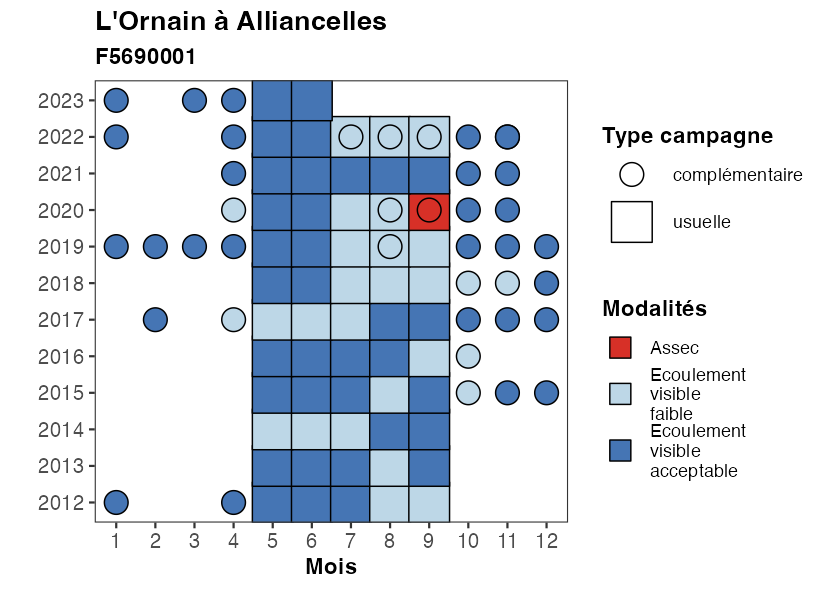 L'Ornain à Alliancelles
F5690001
2023
2022
2021
2020
2019
2018
2017
2016
2015
2014
2013
2012
1 2 3 4 5 6 7 8 9 10 11 12
Mois
Type campagne
complémentaire
usuelle
Modalités
Assec
Ecoulement
visible
faible
Ecoulement
visible
acceptable